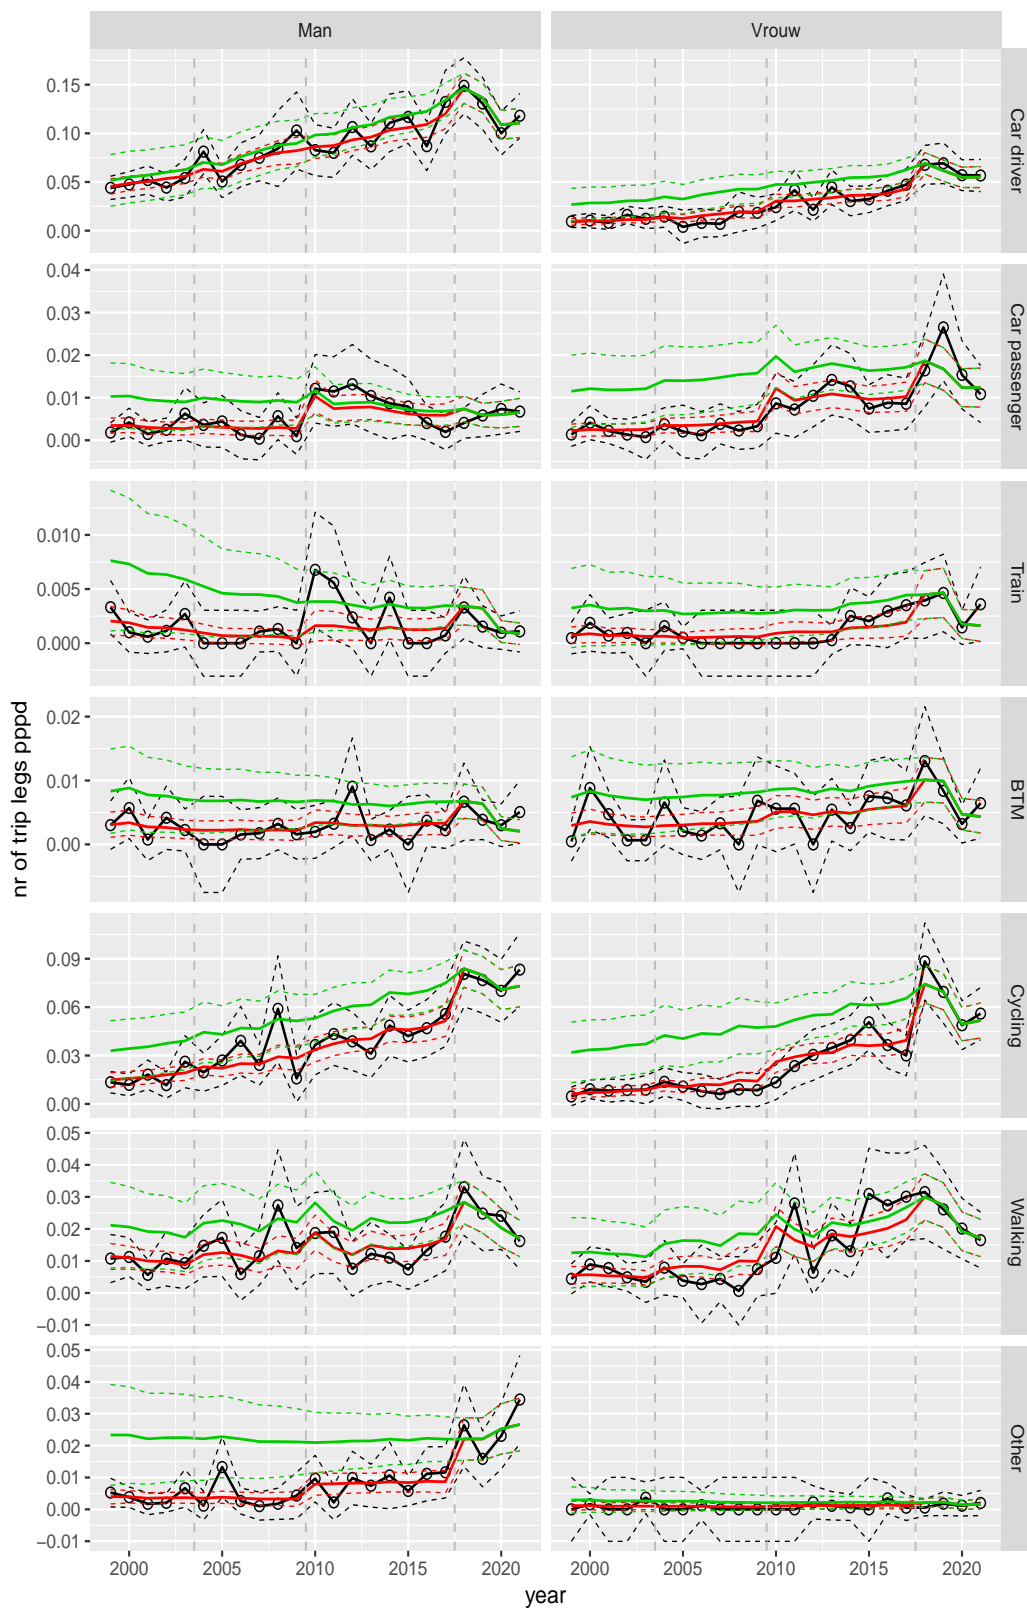 Man
Vrouw
0.15
0.10
0.05
0.00
Car driver
0.04
0.03
0.02
0.01
0.00
Car passenger
0.010
0.005
0.000
Train
0.02
0.01
0.00
BTM
0.09
0.06
0.03
0.00
Cycling
0.05
0.04
0.03
0.02
0.01
0.00
−0.01
Walking
0.05
0.04
0.03
0.02
0.01
0.00
−0.01
Other
nr of trip legs pppd
2000 2005 2010 2015 2020 2000 2005 2010 2015 2020
year